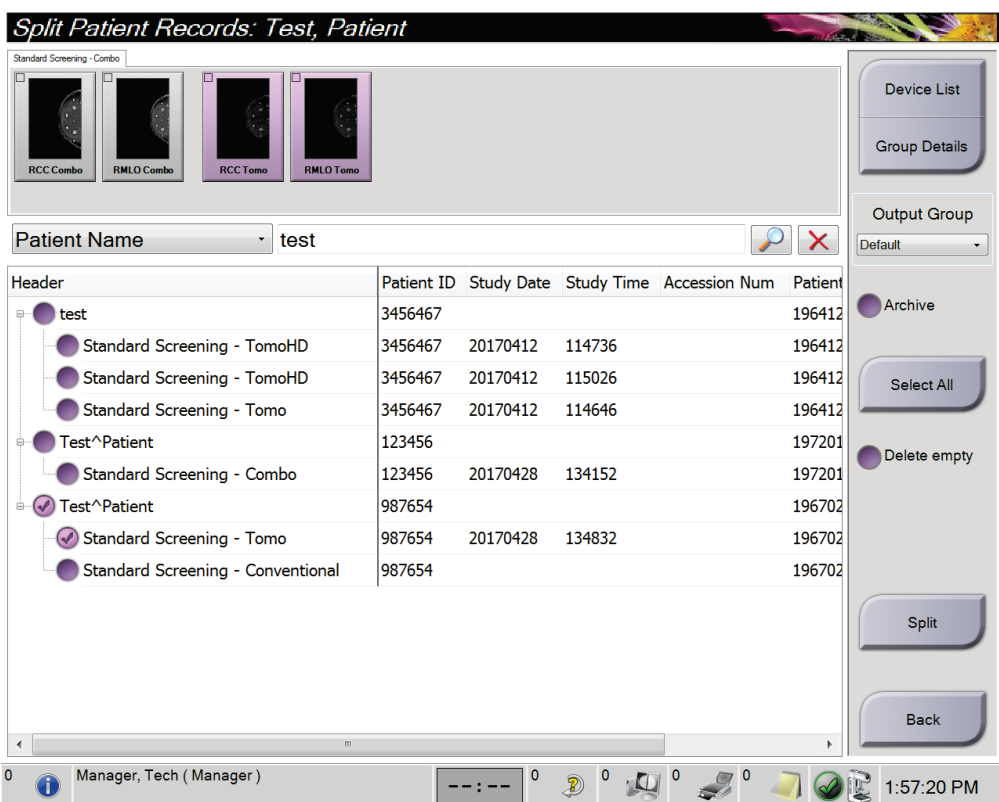 Split Patient Records: Test, Patient
Standard Screening - Combo
RCC Combo RMLO Combo RCC Tomo RMLO Tomo
Device List
Group Details
Output Group
Default
Patient Name test
Header Patient ID Study Date Study Time Accession Num Patient
test 3456467 196412
Standard Screening - TomoHD 3456467 20170412 114736 196412
Standard Screening - TomoHD 3456467 20170412 115026 196412
Standard Screening - Tomo 3456467 20170412 114646 196412
Test^Patient 123456 197201
Standard Screening - Combo 123456 20170428 134152 197201
Test^Patient 987654 196702
Standard Screening - Tomo 987654 20170428 134832 196702
Standard Screening - Conventional 987654 196702
Archive
Select All
Delete empty
Split
Back
0 Manager, Tech ( Manager ) --:-- 0 0 0 0 1:57:20 PM